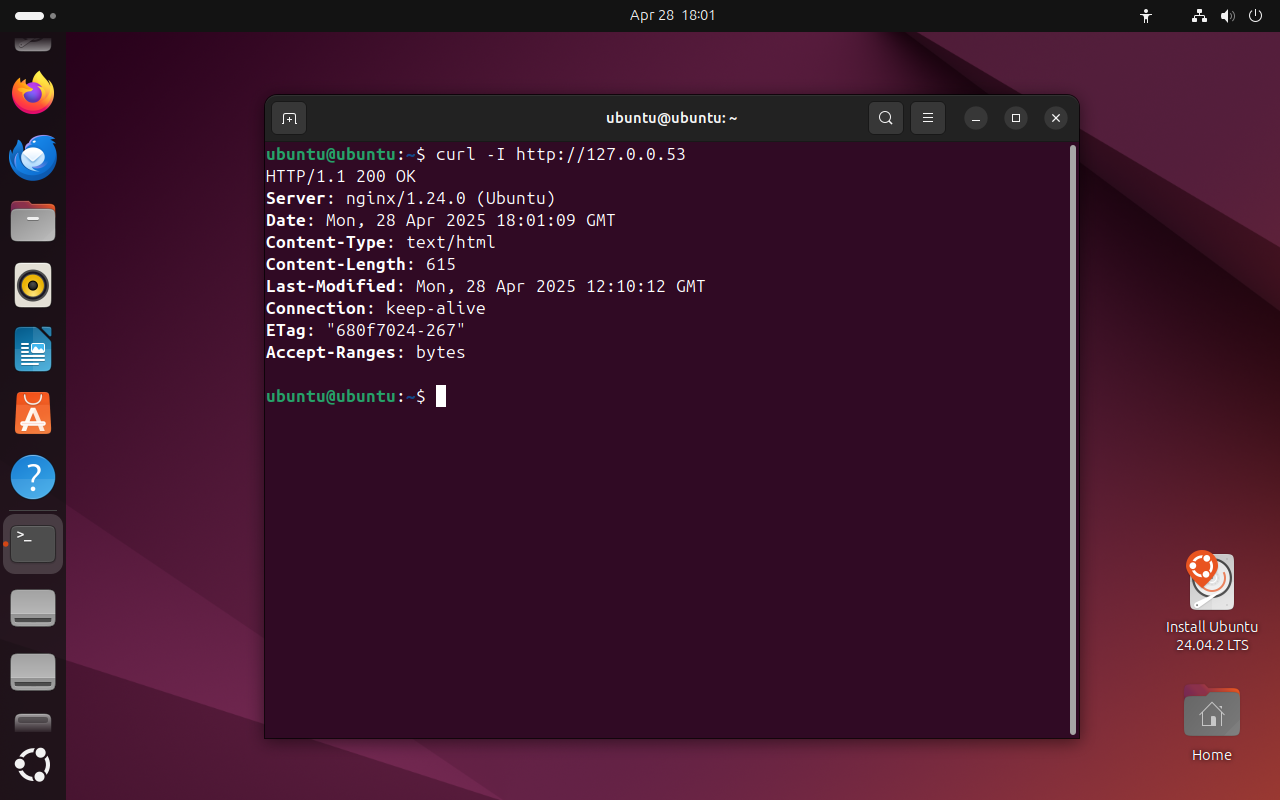 Apr 28 18:01
ubuntu@ubuntu: ~
ubuntu@ubuntu:~$ curl -I http://127.0.0.53
HTTP/1.1 200 OK
Server: nginx/1.24.0 (Ubuntu)
Date: Mon, 28 Apr 2025 18:01:09 GMT
Content-Type: text/html
Content-Length: 615
Last-Modified: Mon, 28 Apr 2025 12:10:12 GMT
Connection: keep-alive
ETag: "680f7024-267"
Accept-Ranges: bytes
ubuntu@ubuntu:~$
Install Ubuntu
24.04.2 LTS
Home